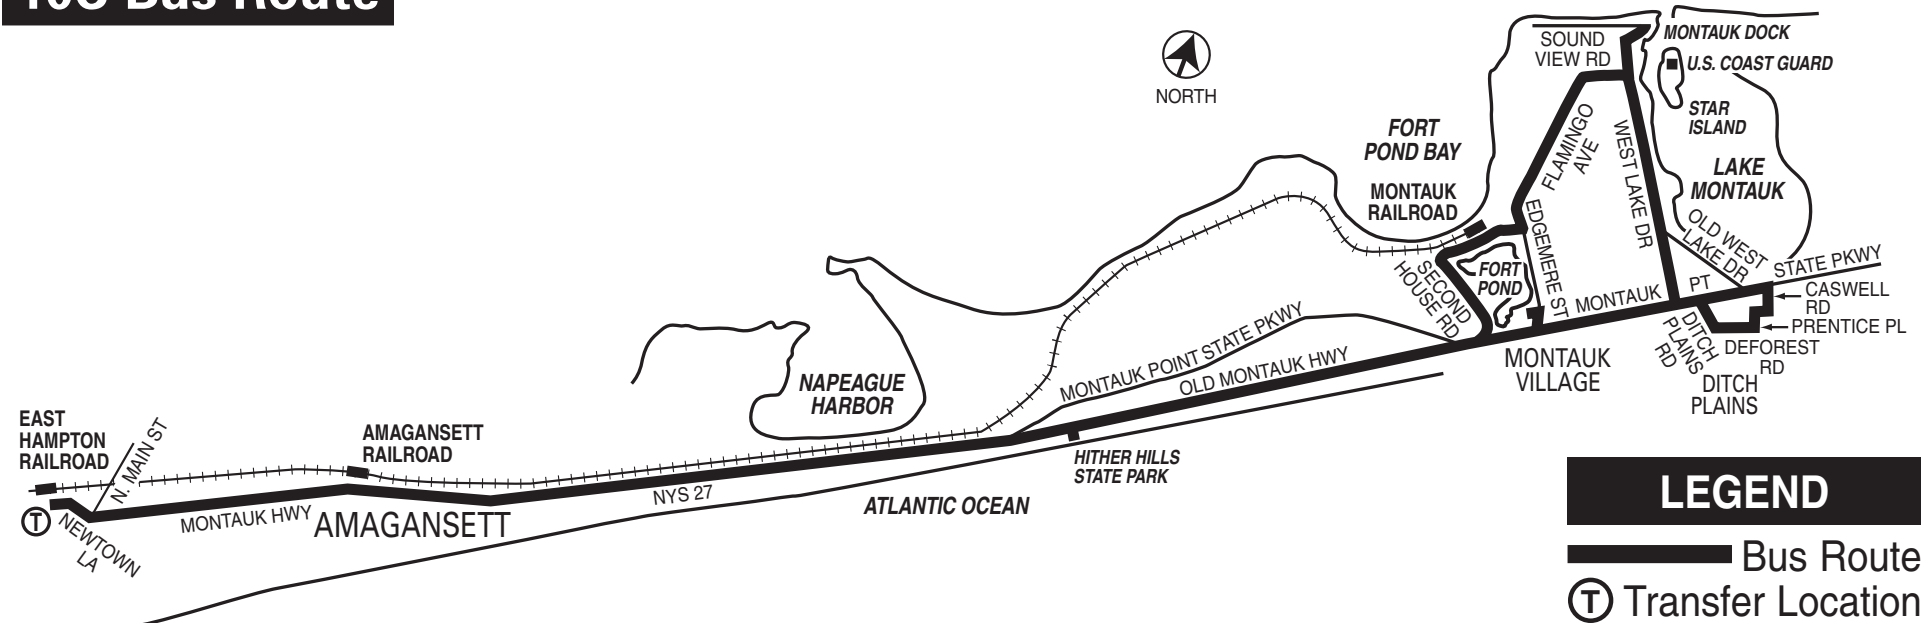 10C Bus Route
NORTH
SOUND
VIEW RD
MONTAUK DOCK
U.S. COAST GUARD
STAR
ISLAND
LAKE
MONTAUK
FORT
POND BAY
MONTAUK
RAILROAD
FLAMINGO
AVE
WEST LAKE DR
EDGEMERE ST
OLD WEST
LAKE DR
SECOND
HOUSE RD
FORT
POND
MONTAUK
PT
STATE PKWY
CASWELL
RD
PRENTICE PL
DEFOREST
RD
DITCH
PLAINS
RD
DITCH
PLAINS
MONTAUK
VILLAGE
MONTAUK POINT STATE PKWY
OLD MONTAUK HWY
NAPEAGUE
HARBOR
HITHER HILLS
STATE PARK
EAST
HAMPTON
RAILROAD
N. MAIN ST
AMAGANSETT
RAILROAD
T
NEWTOWN
LA
MONTAUK HWY
AMAGANSETT
NYS 27
ATLANTIC OCEAN
LEGEND
Bus Route
T Transfer Location